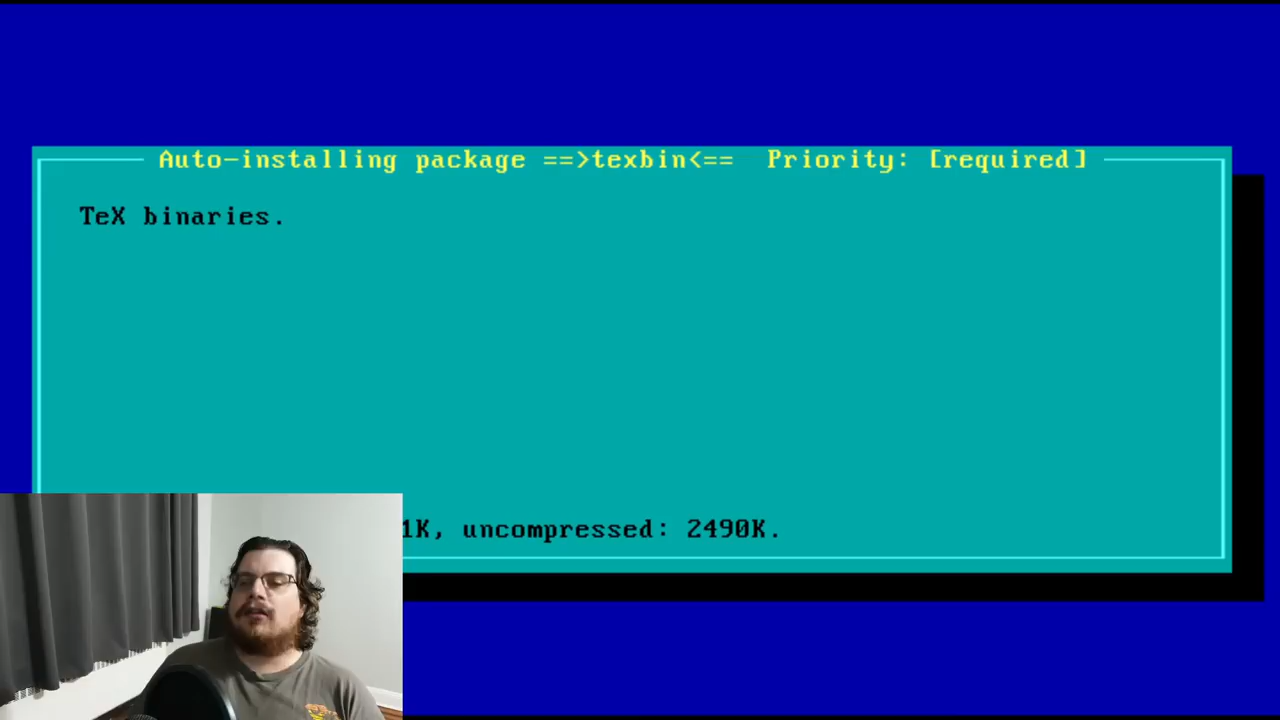 Auto-installing package ==>texbin<== Priority: [required]
TeX binaries.
1K, uncompressed: 2490K.